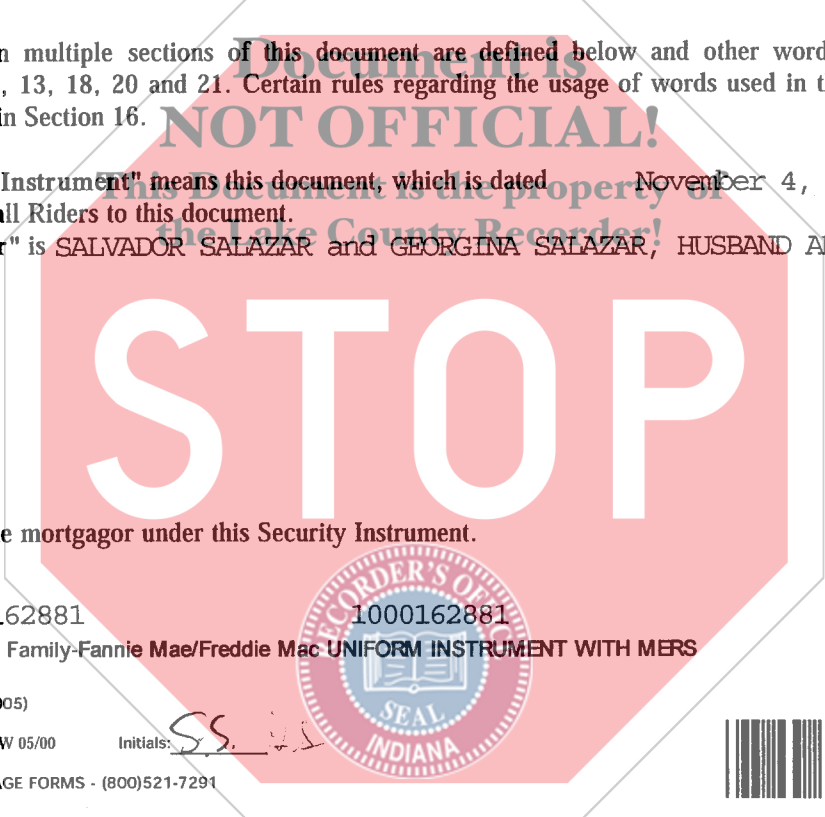 n multiple sections of this document are defined below and other word
, 13, 18, 20 and 21. Certain rules regarding the usage of words used in t
in Section 16.
Document is
NOT OFFICIAL!
This Document is the property of
the Lake County Recorder!
Instrument" means this document, which is dated November 4,
all Riders to this document.
r" is SALVADOR SALAZAR and GEORGINA SALAZAR, HUSBAND A
STOP
e mortgagor under this Security Instrument.
162881 1000162881
Family-Fannie Mae/Freddie Mac UNIFORM INSTRUMENT WITH MERS
005)
W 05/00 Initials: S.S.
AGE FORMS - (800)521-7291
RECORDER'S OF
SEAL
INDIANA